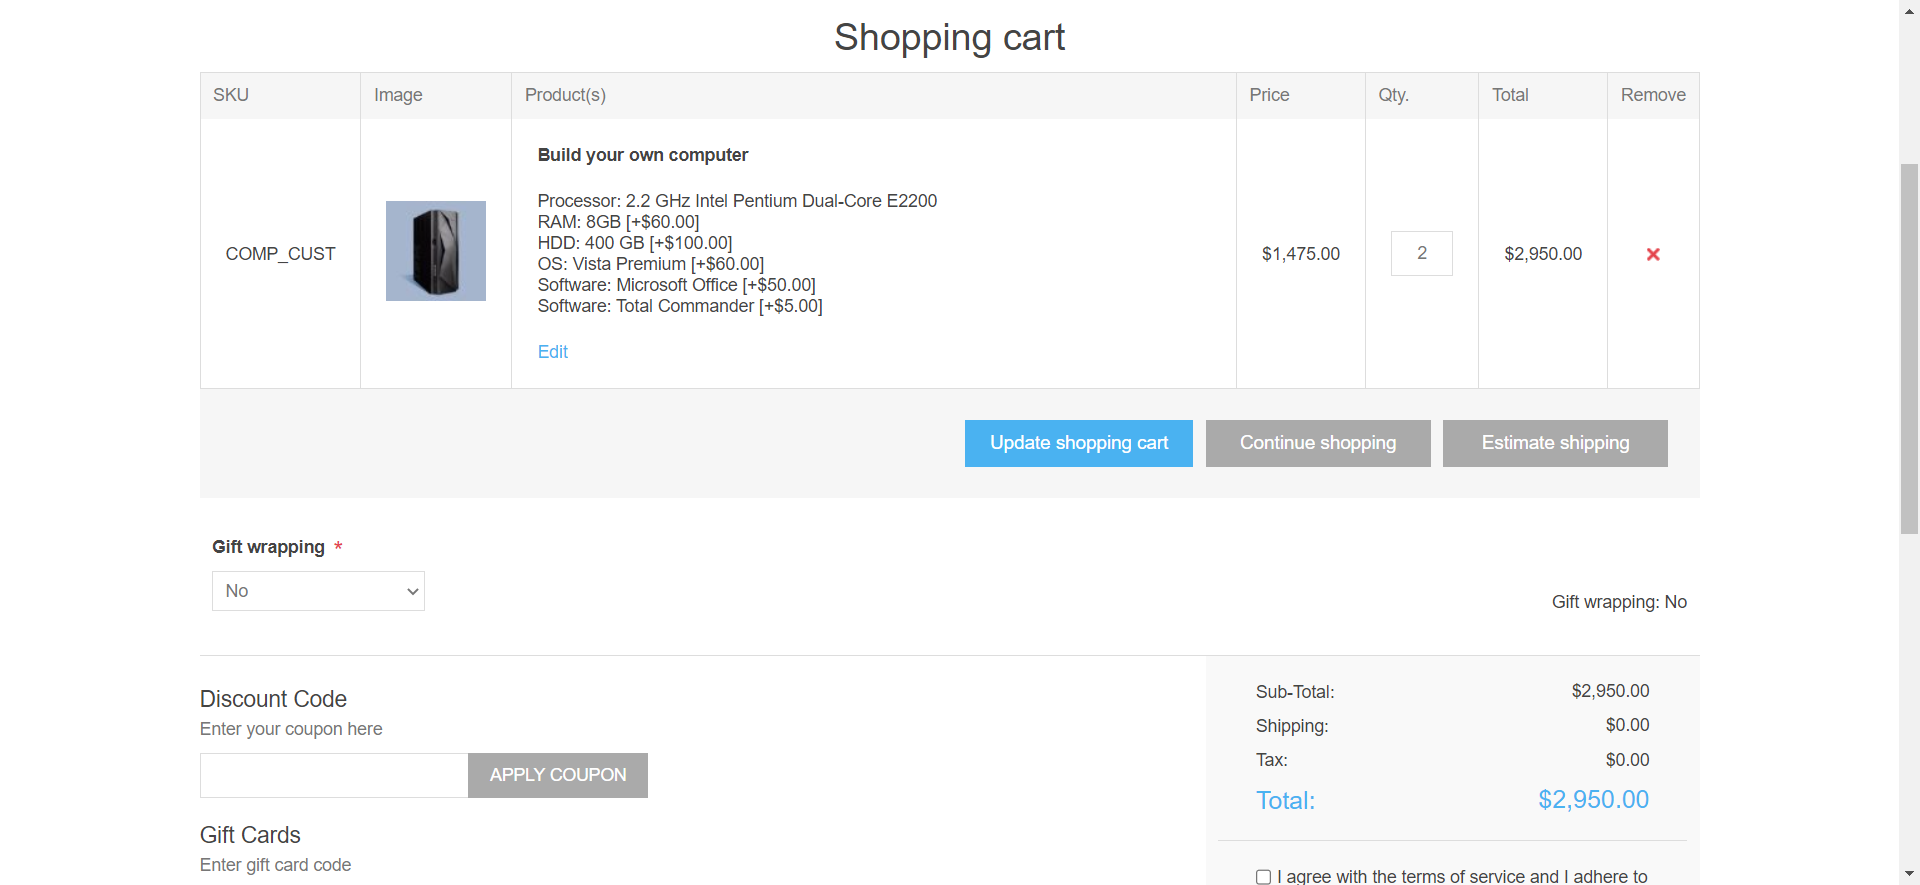 Shopping cart
SKU Image Product(s) Price Qty. Total Remove
Build your own computer
Processor: 2.2 GHz Intel Pentium Dual-Core E2200
RAM: 8GB [+$60.00]
HDD: 400 GB [+$100.00]
COMP_CUST $1,475.00 2 $2,950.00
OS: Vista Premium [+$60.00]
Software: Microsoft Office [+$50.00]
Software: Total Commander [+$5.00]
Edit
Update shopping cart Continue shopping Estimate shipping
Gift wrapping *
No
Gift wrapping: No
Discount Code
Enter your coupon here
APPLY COUPON
Gift Cards
Enter gift card code
Sub-Total: $2,950.00
Shipping: $0.00
Tax: $0.00
Total: $2,950.00
I agree with the terms of service and I adhere to